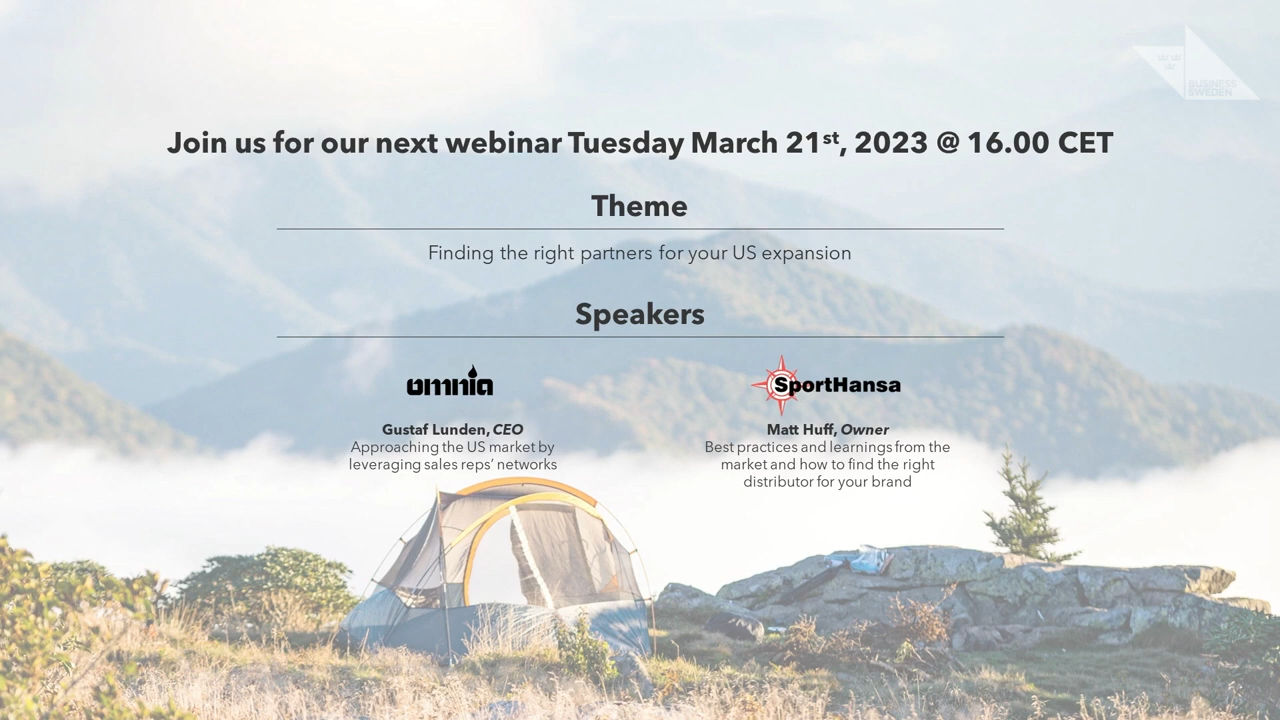 BUSINESS
SWEDEN
Join us for our next webinar Tuesday March 21st, 2023 @ 16.00 CET
Theme
Finding the right partners for your US expansion
Speakers
omnia
SportHansa
Gustaf Lunden, CEO
Approaching the US market by
leveraging sales reps’ networks
Matt Huff, Owner
Best practices and learnings from the
market and how to find the right
distributor for your brand